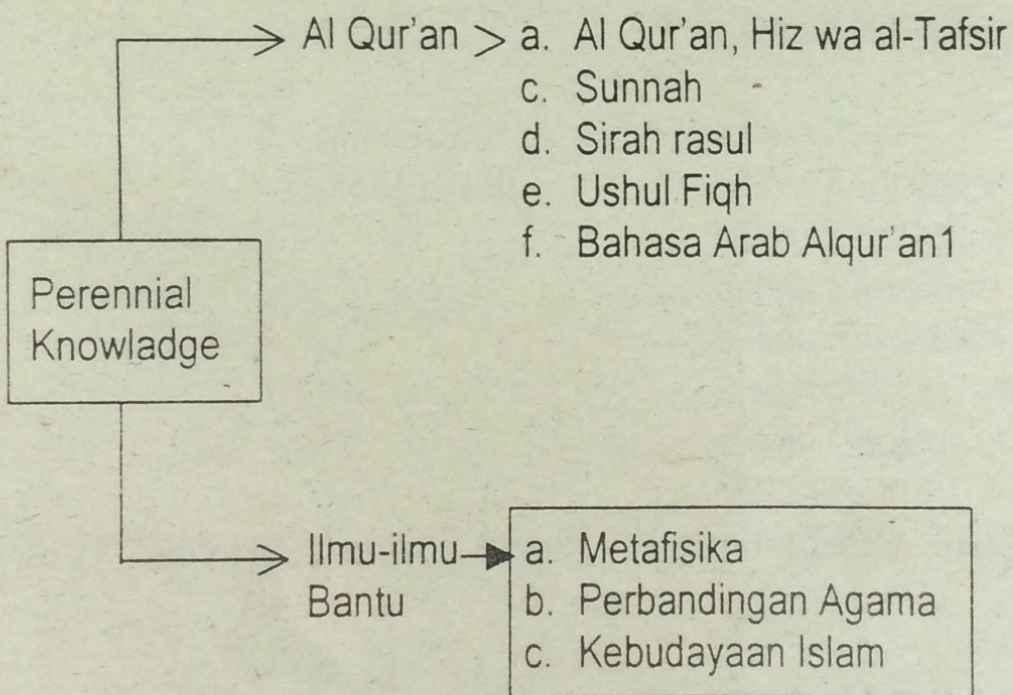 Al Qur'an > a. Al Qur'an, Hiz wa al-Tafsir
c. Sunnah
d. Sirah rasul
e. Ushul Fiqh
f. Bahasa Arab Alqur'an1
Perennial
Knowladge
Ilmu-ilmu
Bantu
a. Metafisika
b. Perbandingan Agama
c. Kebudayaan Islam